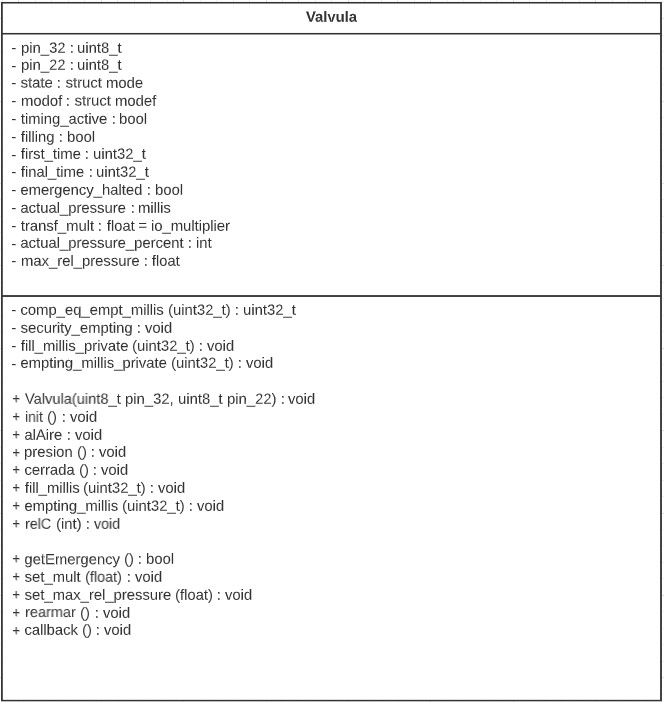 Valvula
- pin_32 : uint8_t
- pin_22 : uint8_t
- state : struct mode
- modof : struct modef
- timing_active : bool
- filling : bool
- first_time : uint32_t
- final_time : uint32_t
- emergency_halted : bool
- actual_pressure : millis
- transf_mult : float = io_multiplier
- actual_pressure_percent : int
- max_rel_pressure : float
- comp_eq_empt_millis (uint32_t) : uint32_t
- security_empting : void
- fill_millis_private (uint32_t) : void
- empting_millis_private (uint32_t) : void
+ Valvula(uint8_t pin_32, uint8_t pin_22) : void
+ init () : void
+ alAire : void
+ presion () : void
+ cerrada () : void
+ fill_millis (uint32_t) : void
+ empting_millis (uint32_t) : void
+ relC (int) : void
+ getEmergency () : bool
+ set_mult (float) : void
+ set_max_rel_pressure (float) : void
+ rearmar () : void
+ callback () : void